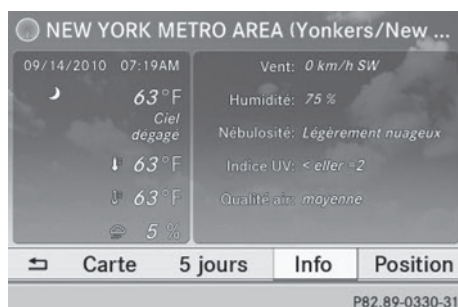 NEW YORK METRO AREA (Yonkers/New ...
09/14/2010 07:19AM
63°F
Ciel
dégagé
63°F
63°F
5 %
Vent: 0 km/h SW
Humidité: 75 %
Nébulosité: Légèrement nuageux
Indice UV: < eller =2
Qualité air: moyenne
Carte 5 jours Info Position
P82.89-0330-31